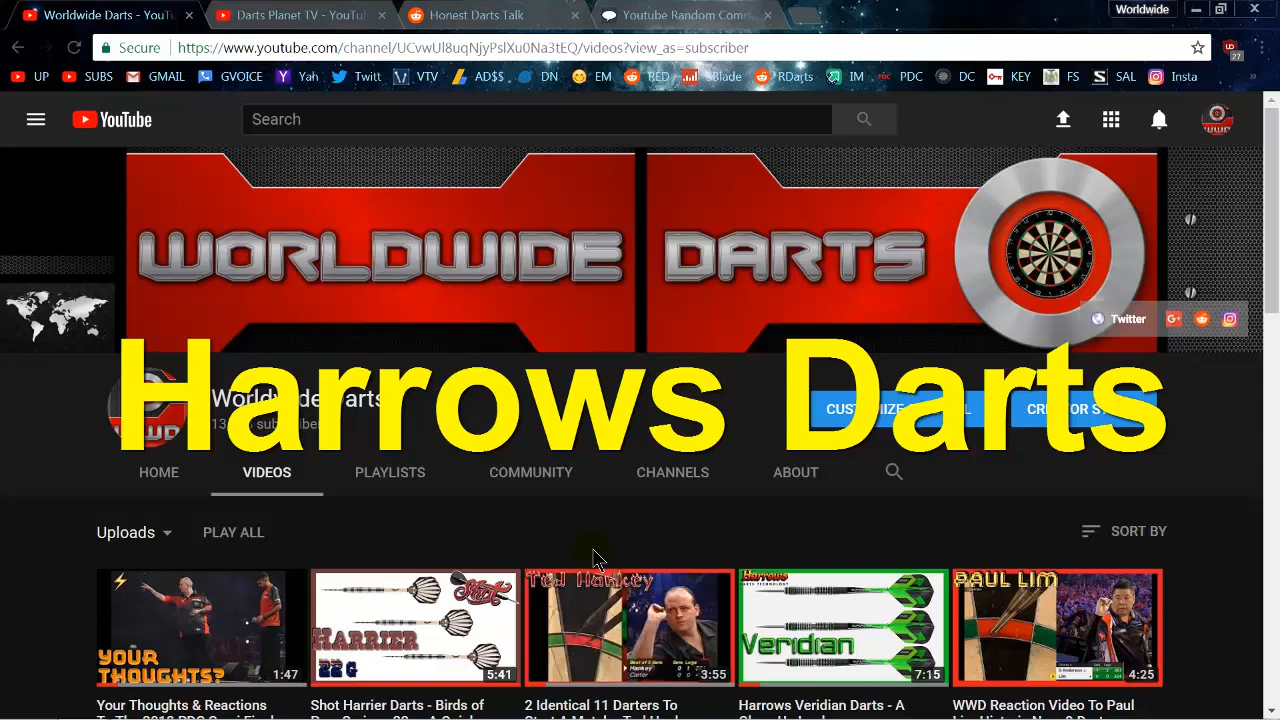 Worldwide Darts - YouTu
Darts Planet TV - YouTu
Honest Darts Talk
Youtube Random Comm
Worldwide
Secure
https://www.youtube.com/channel/UCvwUl8uqNjyPslXu0Na3tEQ/videos?view_as=subscriber
27
UP
SUBS
GMAIL
GVOICE
Yah
Twitt
VTV
AD$S
DN
EM
RED
SBlade
RDarts
IM
PDC
DC
KEY
FS
SAL
Insta
YouTube
Search
WORLDWIDE DARTS
Twitter
Harrows Darts
HOME
VIDEOS
PLAYLISTS
COMMUNITY
CHANNELS
ABOUT
Uploads
PLAY ALL
SORT BY
YOUR
THOUGHTS?
1:47
Shot
HARRIER
22 G
5:41
Ted Hankey
3:55
Harrows
Veridian
7:15
PAUL LIM
4:25
Your Thoughts & Reactions
Shot Harrier Darts - Birds of
2 Identical 11 Darters To
Harrows Veridian Darts - A
WWD Reaction Video To Paul